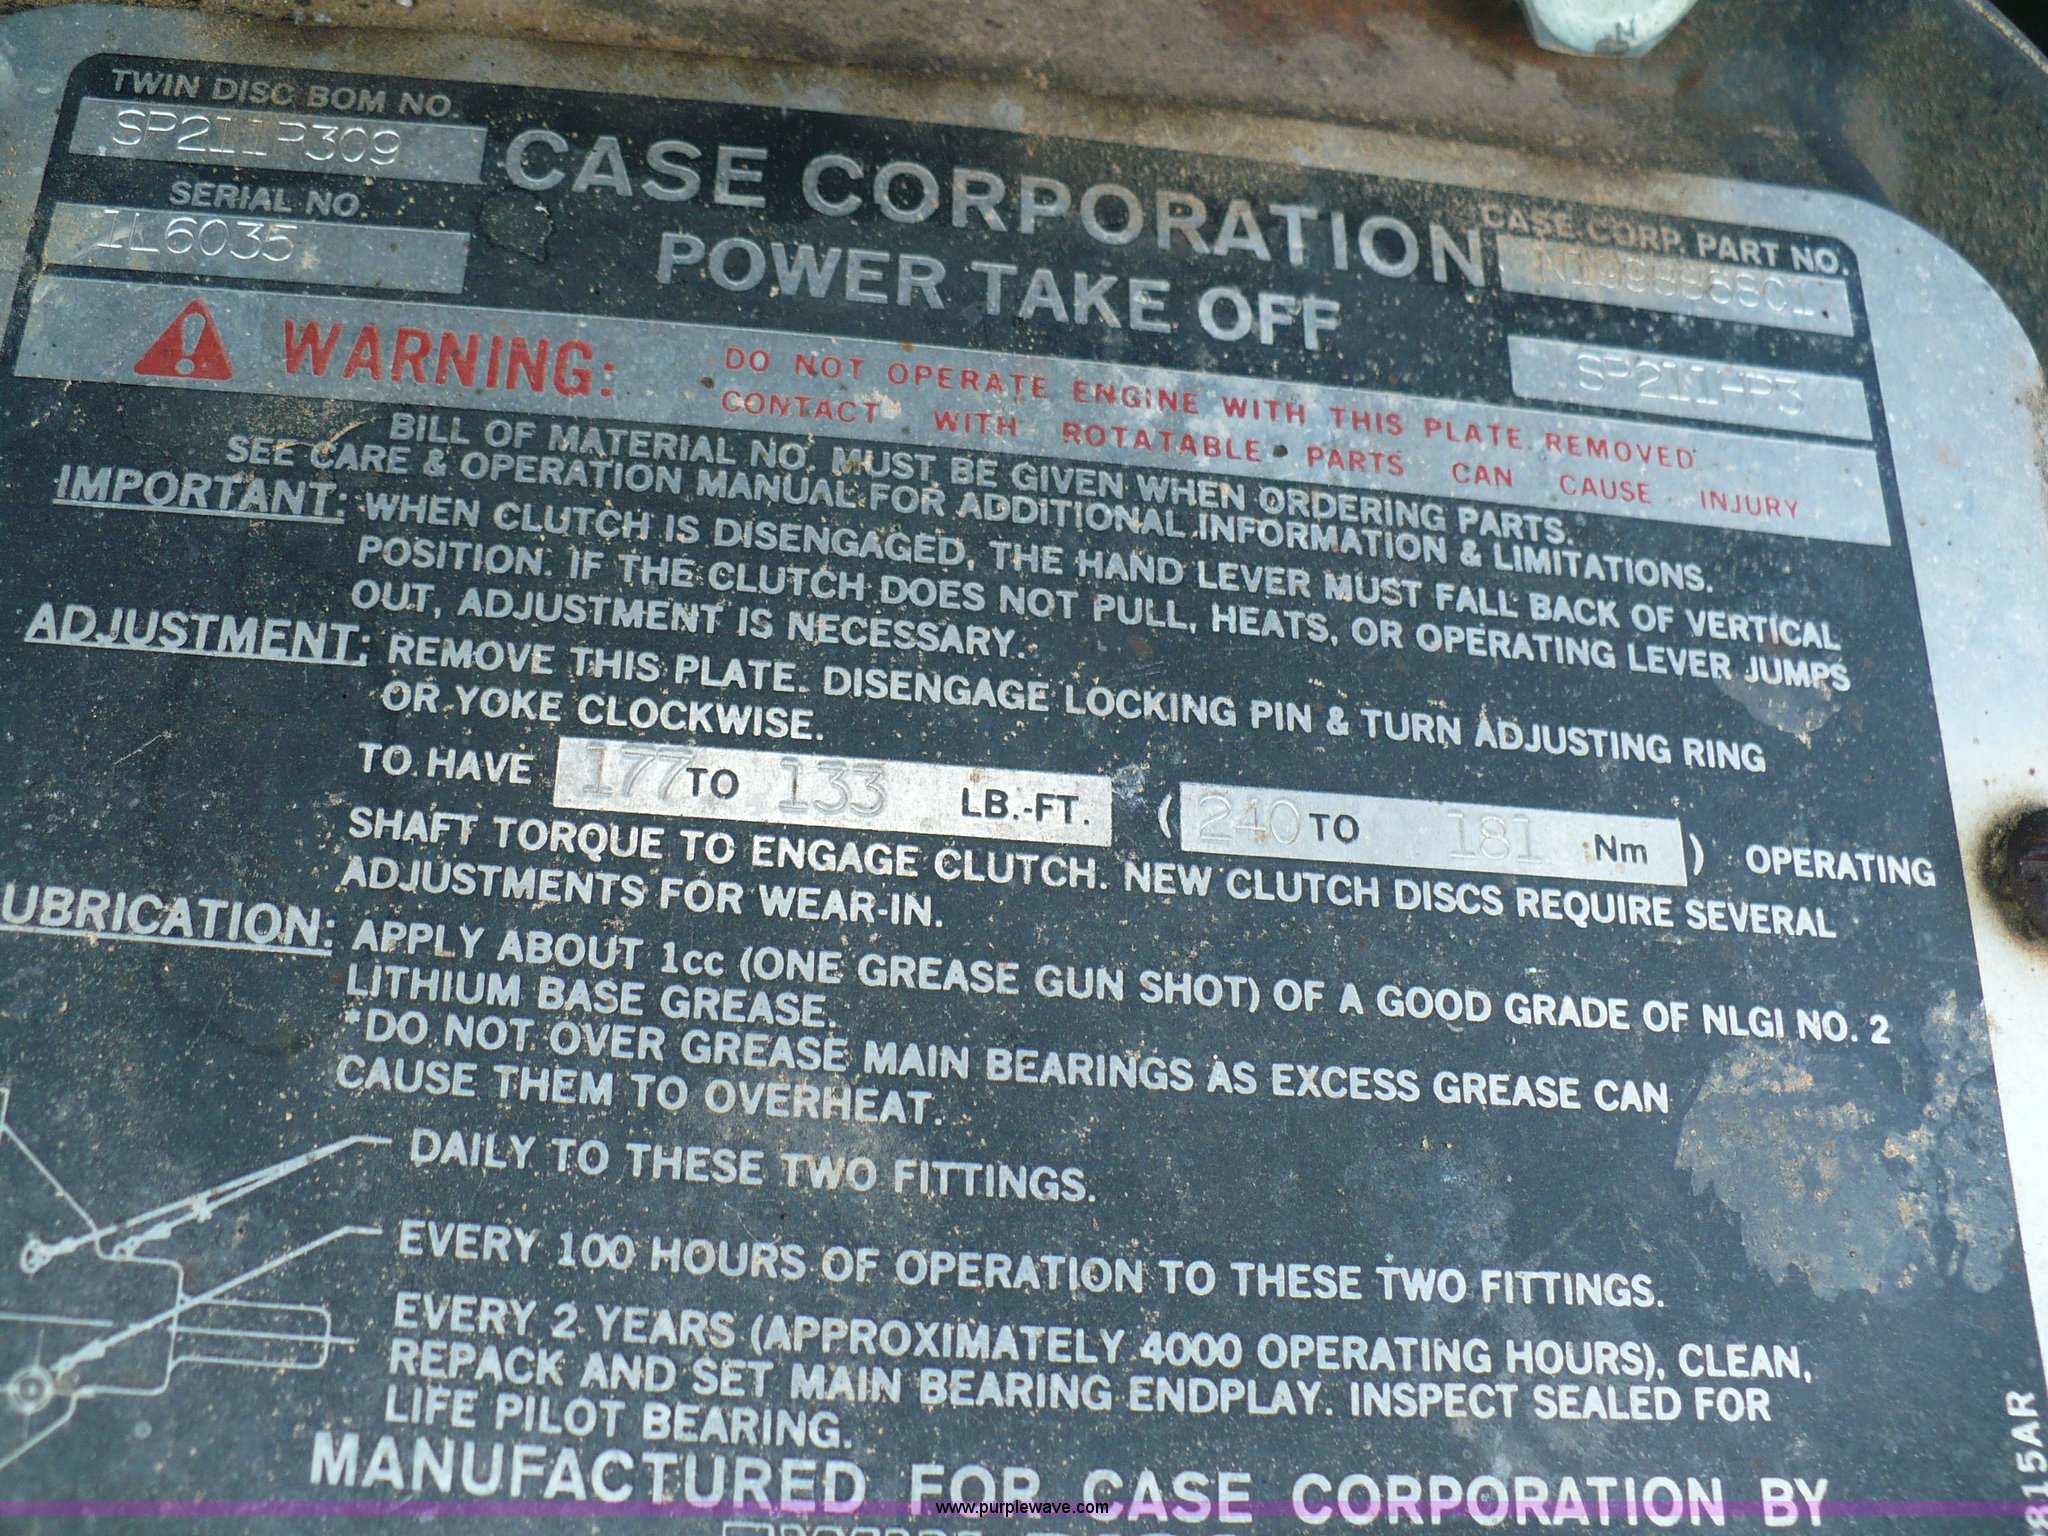 TWIN DISC BOM NO.
SP211P309
SERIAL NO.
IL6035
CASE CORPORATION
POWER TAKE OFF
CASE CORP. PART NO.
SP211HP3
WARNING:
DO NOT OPERATE ENGINE WITH THIS PLATE REMOVED
CONTACT WITH ROTATABLE PARTS CAN CAUSE INJURY
BILL OF MATERIAL NO. MUST BE GIVEN WHEN ORDERING PARTS.
SEE CARE & OPERATION MANUAL FOR ADDITIONAL INFORMATION & LIMITATIONS.
IMPORTANT: WHEN CLUTCH IS DISENGAGED, THE HAND LEVER MUST FALL BACK OF VERTICAL
POSITION. IF THE CLUTCH DOES NOT PULL, HEATS, OR OPERATING LEVER JUMPS
OUT, ADJUSTMENT IS NECESSARY.
ADJUSTMENT: REMOVE THIS PLATE. DISENGAGE LOCKING PIN & TURN ADJUSTING RING
OR YOKE CLOCKWISE.
TO HAVE 177 TO 133 LB.-FT. ( 240 TO 181 Nm ) OPERATING
SHAFT TORQUE TO ENGAGE CLUTCH. NEW CLUTCH DISCS REQUIRE SEVERAL
ADJUSTMENTS FOR WEAR-IN.
UBRICATION: APPLY ABOUT 1cc (ONE GREASE GUN SHOT) OF A GOOD GRADE OF NLGI NO. 2
LITHIUM BASE GREASE.
*DO NOT OVER GREASE MAIN BEARINGS AS EXCESS GREASE CAN
CAUSE THEM TO OVERHEAT.
DAILY TO THESE TWO FITTINGS.
EVERY 100 HOURS OF OPERATION TO THESE TWO FITTINGS.
EVERY 2 YEARS (APPROXIMATELY 4000 OPERATING HOURS), CLEAN,
REPACK AND SET MAIN BEARING ENDPLAY. INSPECT SEALED FOR
LIFE PILOT BEARING.
MANUFACTURED FOR CASE CORPORATION BY
815AR
www.purplewave.com